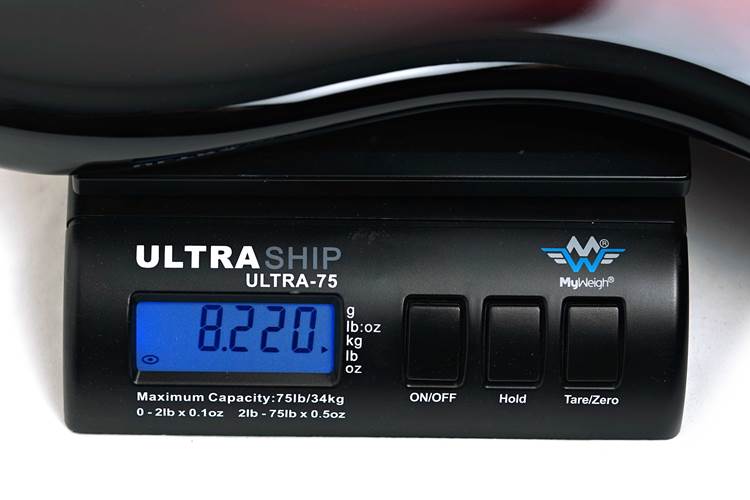 ULTRASHIP
ULTRA-75
MW®
MyWeigh®
8.220
g
lb:oz
kg
lb
oz
ON/OFF
Hold
Tare/Zero
Maximum Capacity:75lb/34kg
0 - 2lb x 0.1oz 2lb - 75lb x 0.5oz